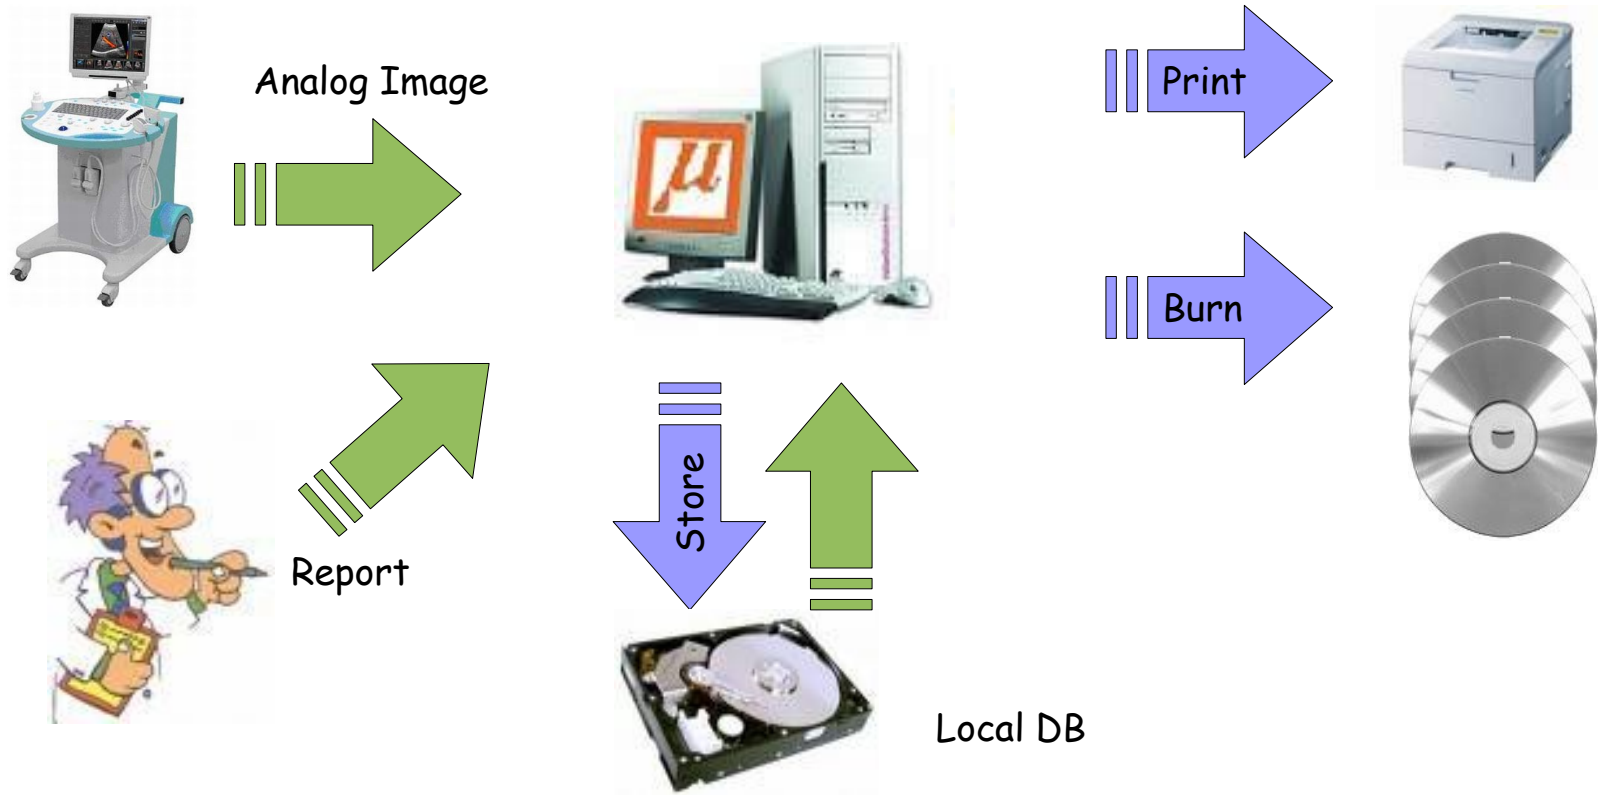 Analog Image
Print
μ
Burn
Store
Report
Local DB